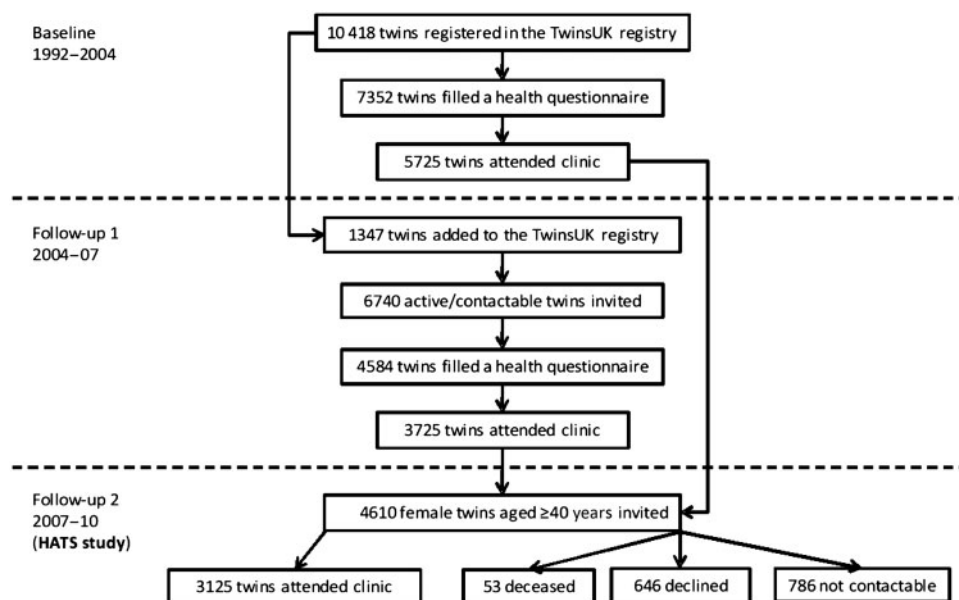 Baseline
1992–2004
10 418 twins registered in the TwinsUK registry
7352 twins filled a health questionnaire
5725 twins attended clinic
Follow-up 1
2004–07
1347 twins added to the TwinsUK registry
6740 active/contactable twins invited
4584 twins filled a health questionnaire
3725 twins attended clinic
Follow-up 2
2007–10
(HATS study)
4610 female twins aged ≥40 years invited
3125 twins attended clinic
53 deceased
646 declined
786 not contactable